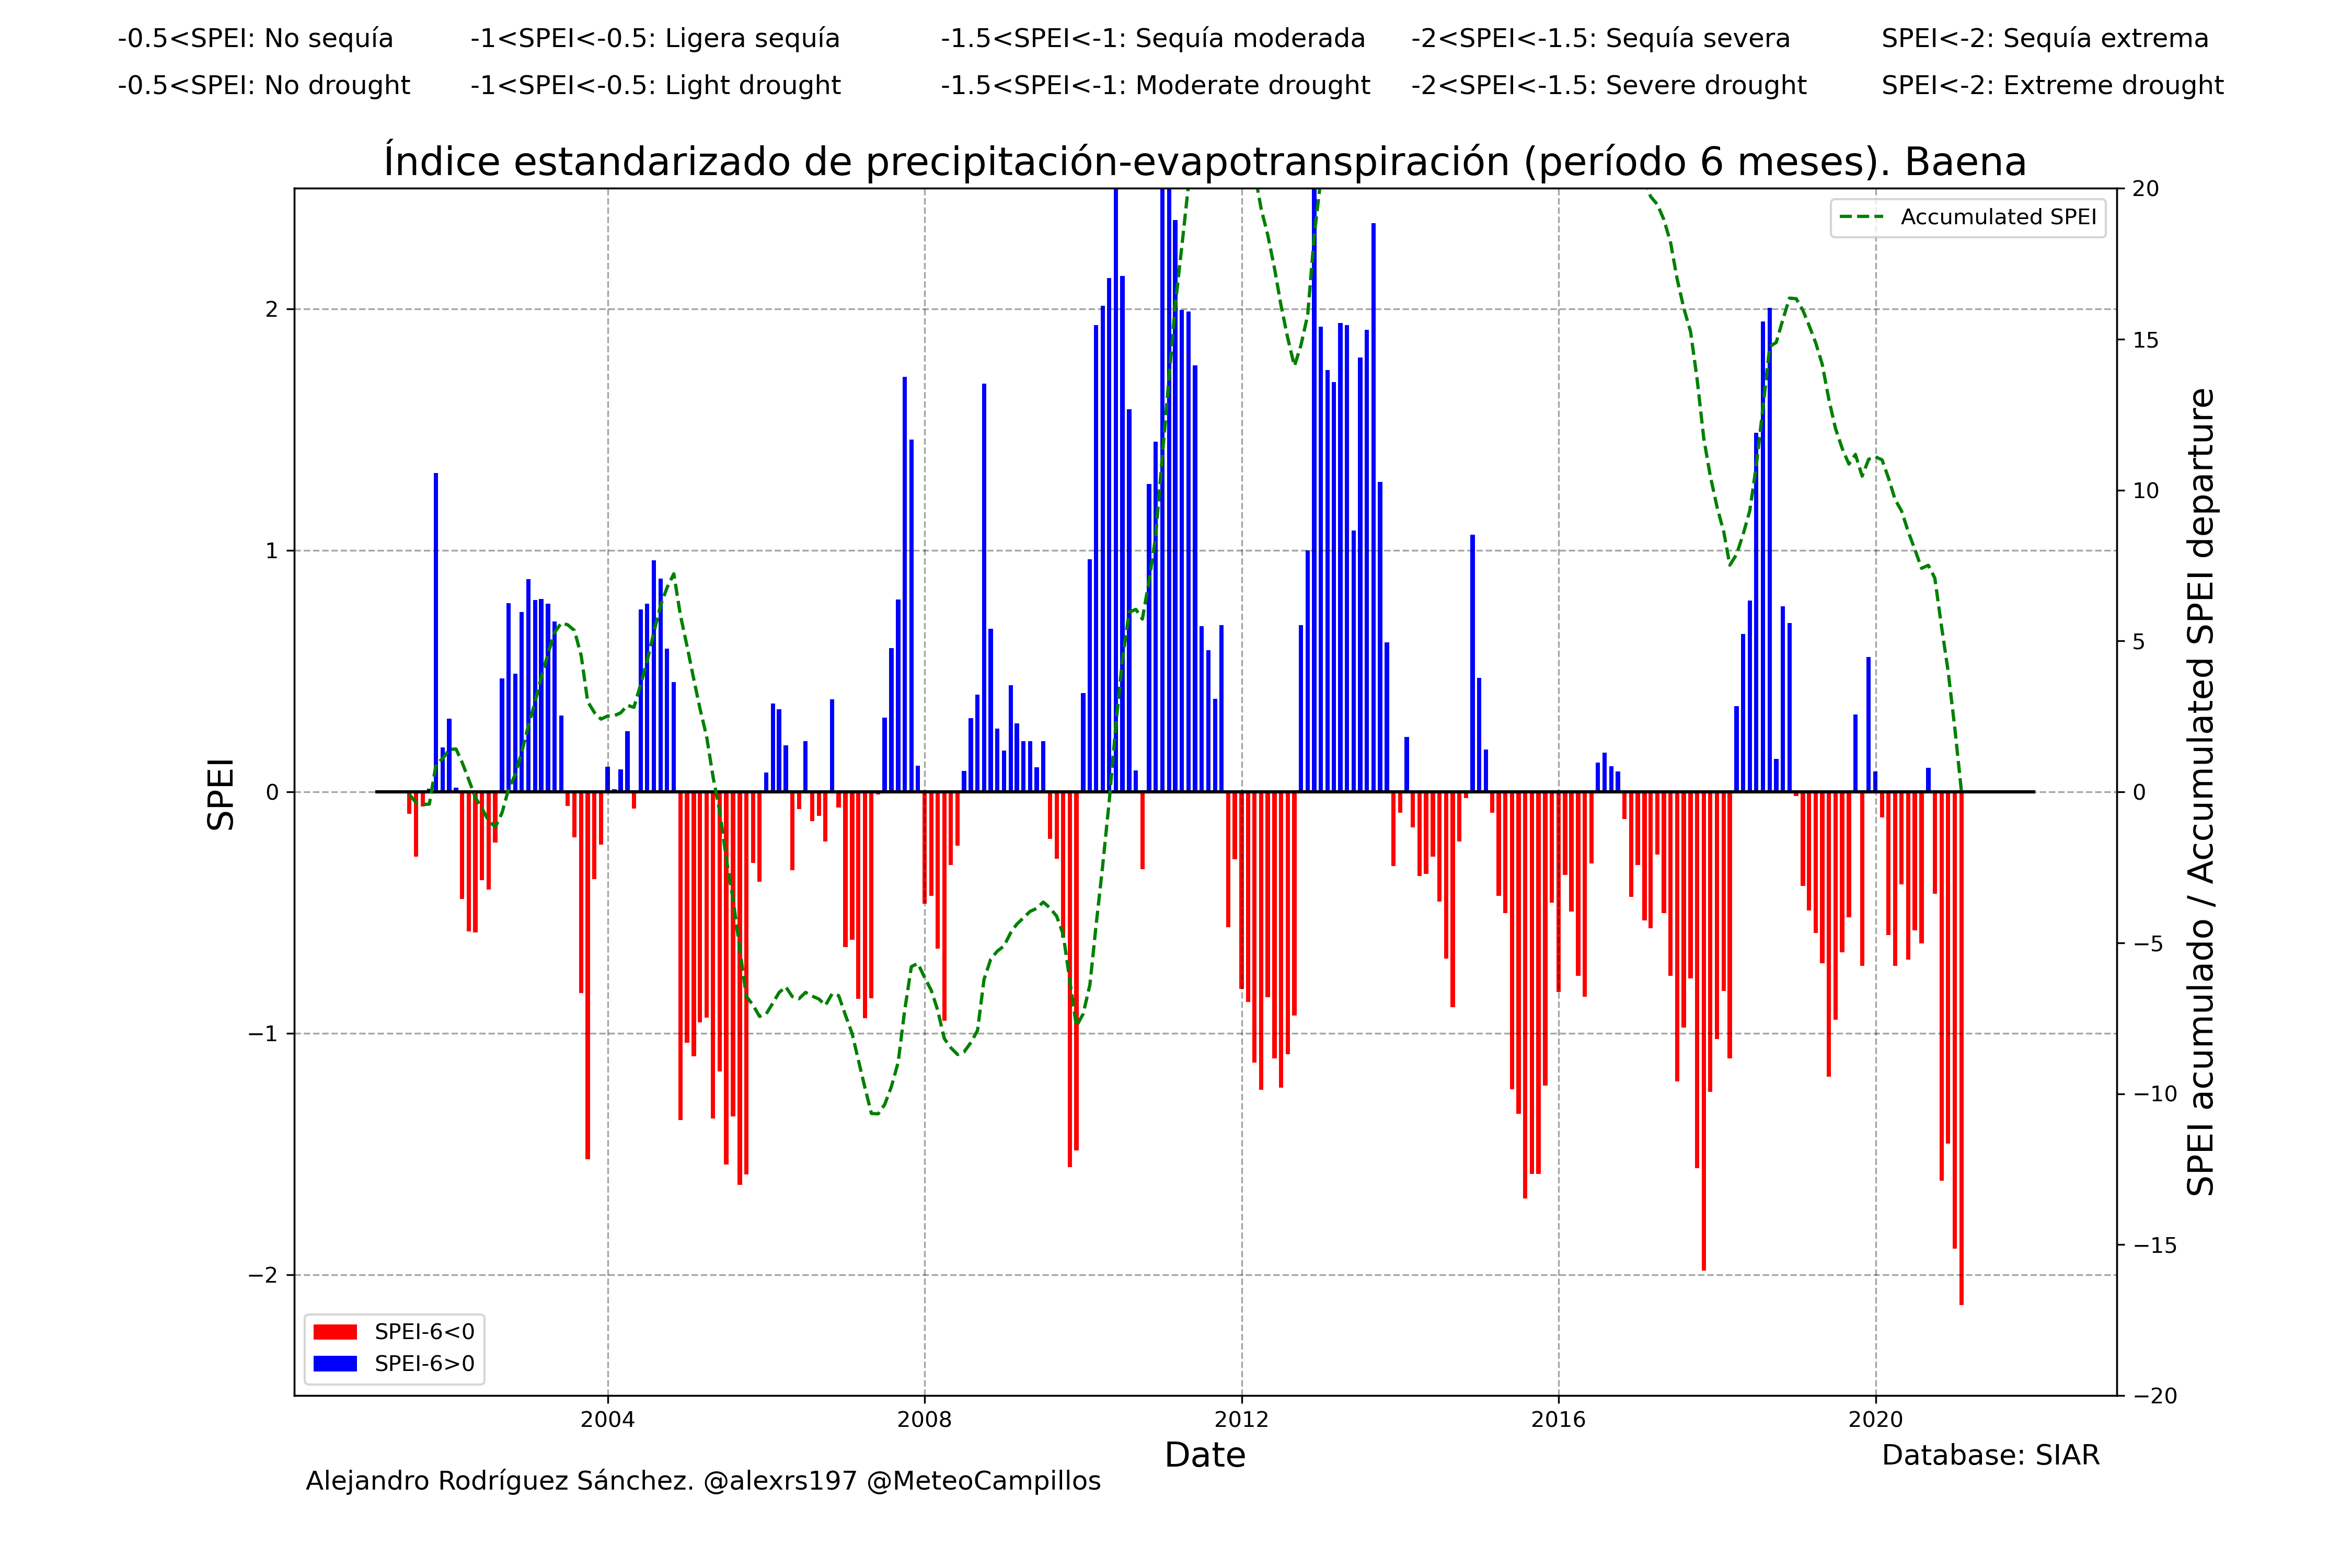 -0.5<SPEI: No sequía
-1<SPEI<-0.5: Ligera sequía
-1.5<SPEI<-1: Sequía moderada
-2<SPEI<-1.5: Sequía severa
SPEI<-2: Sequía extrema
-0.5<SPEI: No drought
-1<SPEI<-0.5: Light drought
-1.5<SPEI<-1: Moderate drought
-2<SPEI<-1.5: Severe drought
SPEI<-2: Extreme drought
Índice estandarizado de precipitación-evapotranspiración (período 6 meses). Baena
SPEI
2
1
0
−1
−2
Accumulated SPEI
20
15
10
5
0
−5
−10
−15
−20
SPEI acumulado / Accumulated SPEI departure
SPEI-6<0
SPEI-6>0
2004
2008
2012
2016
2020
Date
Database: SIAR
Alejandro Rodríguez Sánchez. @alexrs197 @MeteoCampillos